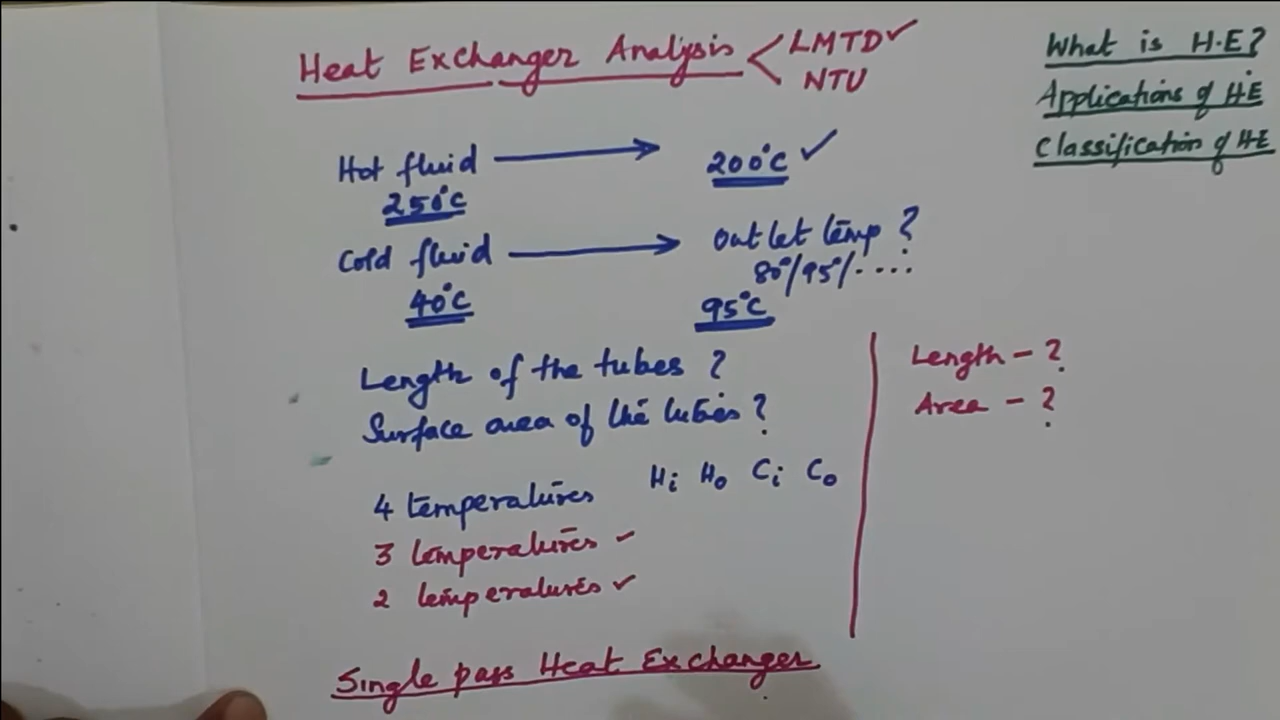 Heat Exchanger Analysis < LMTD ✓
NTU
What is H.E?
Applications of HE
Classification of HE
Hot fluid → 200°C ✓
250°C
Cold fluid → Outlet temp ?
80°/95°/....
40°C
95°C
Length of the tubes ?
Surface area of the tubes ?
4 temperatures Hi Ho Ci Co
3 temperatures ✓
2 temperatures ✓
Length - ?
Area - ?
Single pass Heat Exchanger